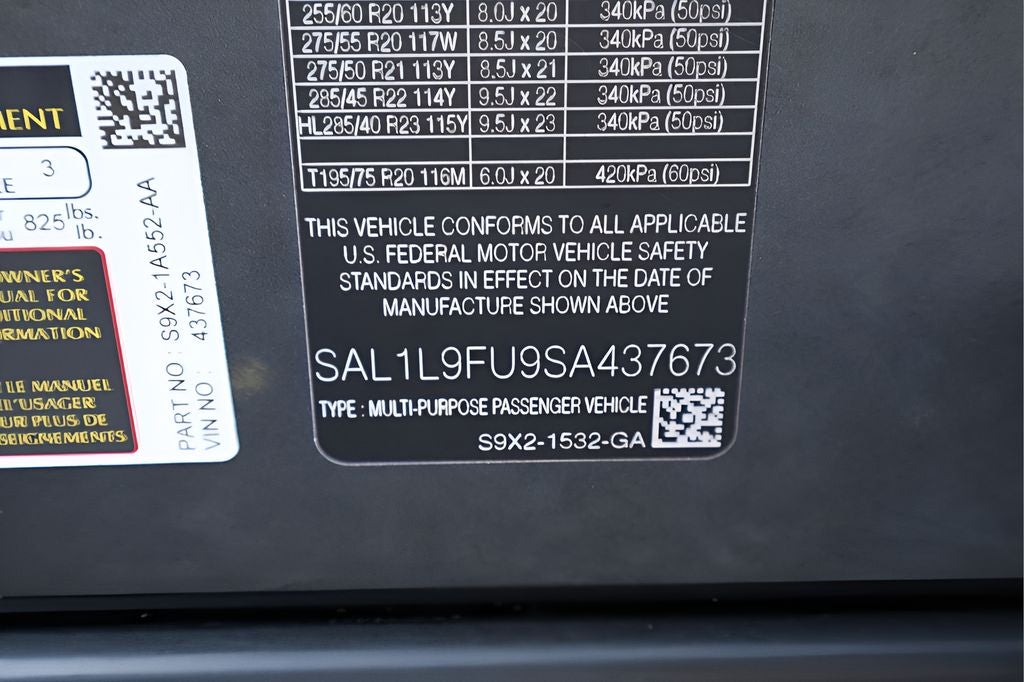 MENT
3
825 lbs.
lb.
OWNER'S
MANUAL FOR
ADDITIONAL
INFORMATION
LE MANUEL
L'USAGER
PLUS DE
PART NO : S9X2-1A552-AA
VIN NO : 437673
255/60 R20 113Y 8.0J x 20 340kPa (50psi)
275/55 R20 117W 8.5J x 20 340kPa (50psi)
275/50 R21 113Y 8.5J x 21 340kPa (50psi)
285/45 R22 114Y 9.5J x 22 340kPa (50psi)
HL285/40 R23 115Y 9.5J x 23 340kPa (50psi)
T195/75 R20 116M 6.0J x 20 420kPa (60psi)
THIS VEHICLE CONFORMS TO ALL APPLICABLE
U.S. FEDERAL MOTOR VEHICLE SAFETY
STANDARDS IN EFFECT ON THE DATE OF
MANUFACTURE SHOWN ABOVE
SAL1L9FU9SA437673
TYPE : MULTI-PURPOSE PASSENGER VEHICLE
S9X2-1532-GA